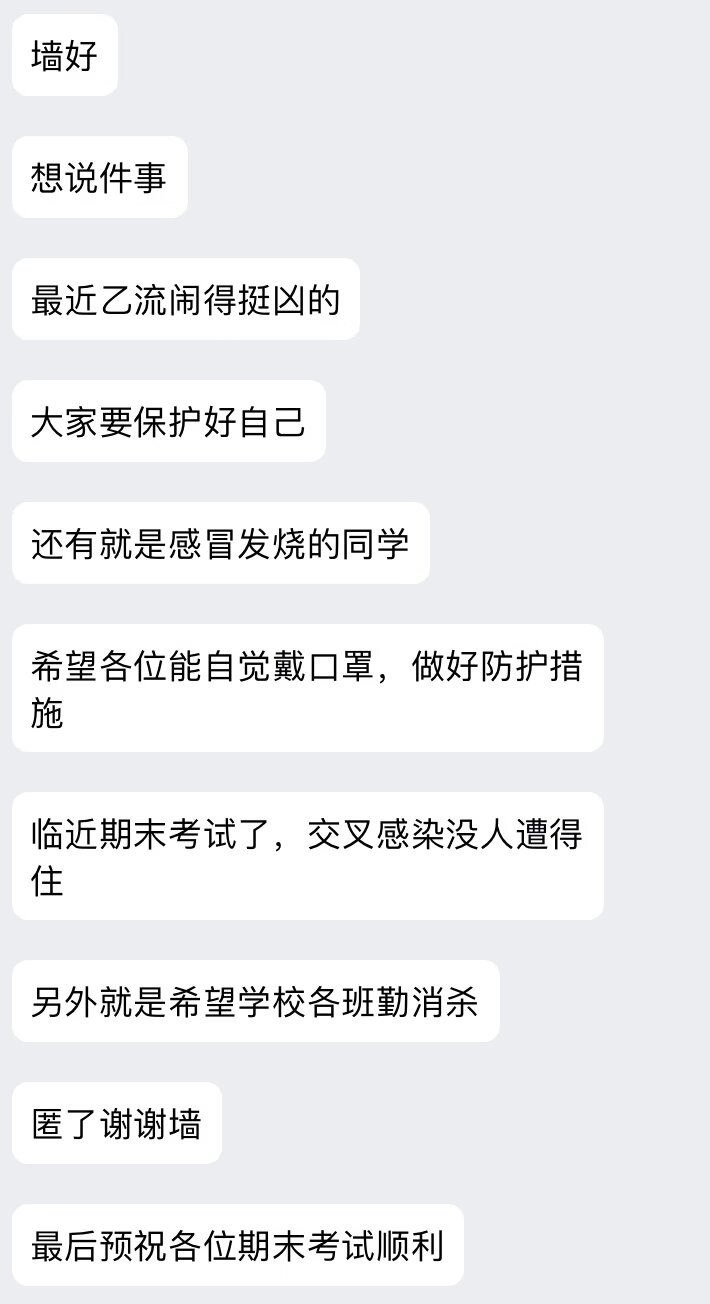 墙好
想说件事
最近乙流闹得挺凶的
大家要保护好自己
还有就是感冒发烧的同学
希望各位能自觉戴口罩，做好防护措
施
临近期末考试了，交叉感染没人遭得
住
另外就是希望学校各班勤消杀
匿了谢谢墙
最后预祝各位期末考试顺利